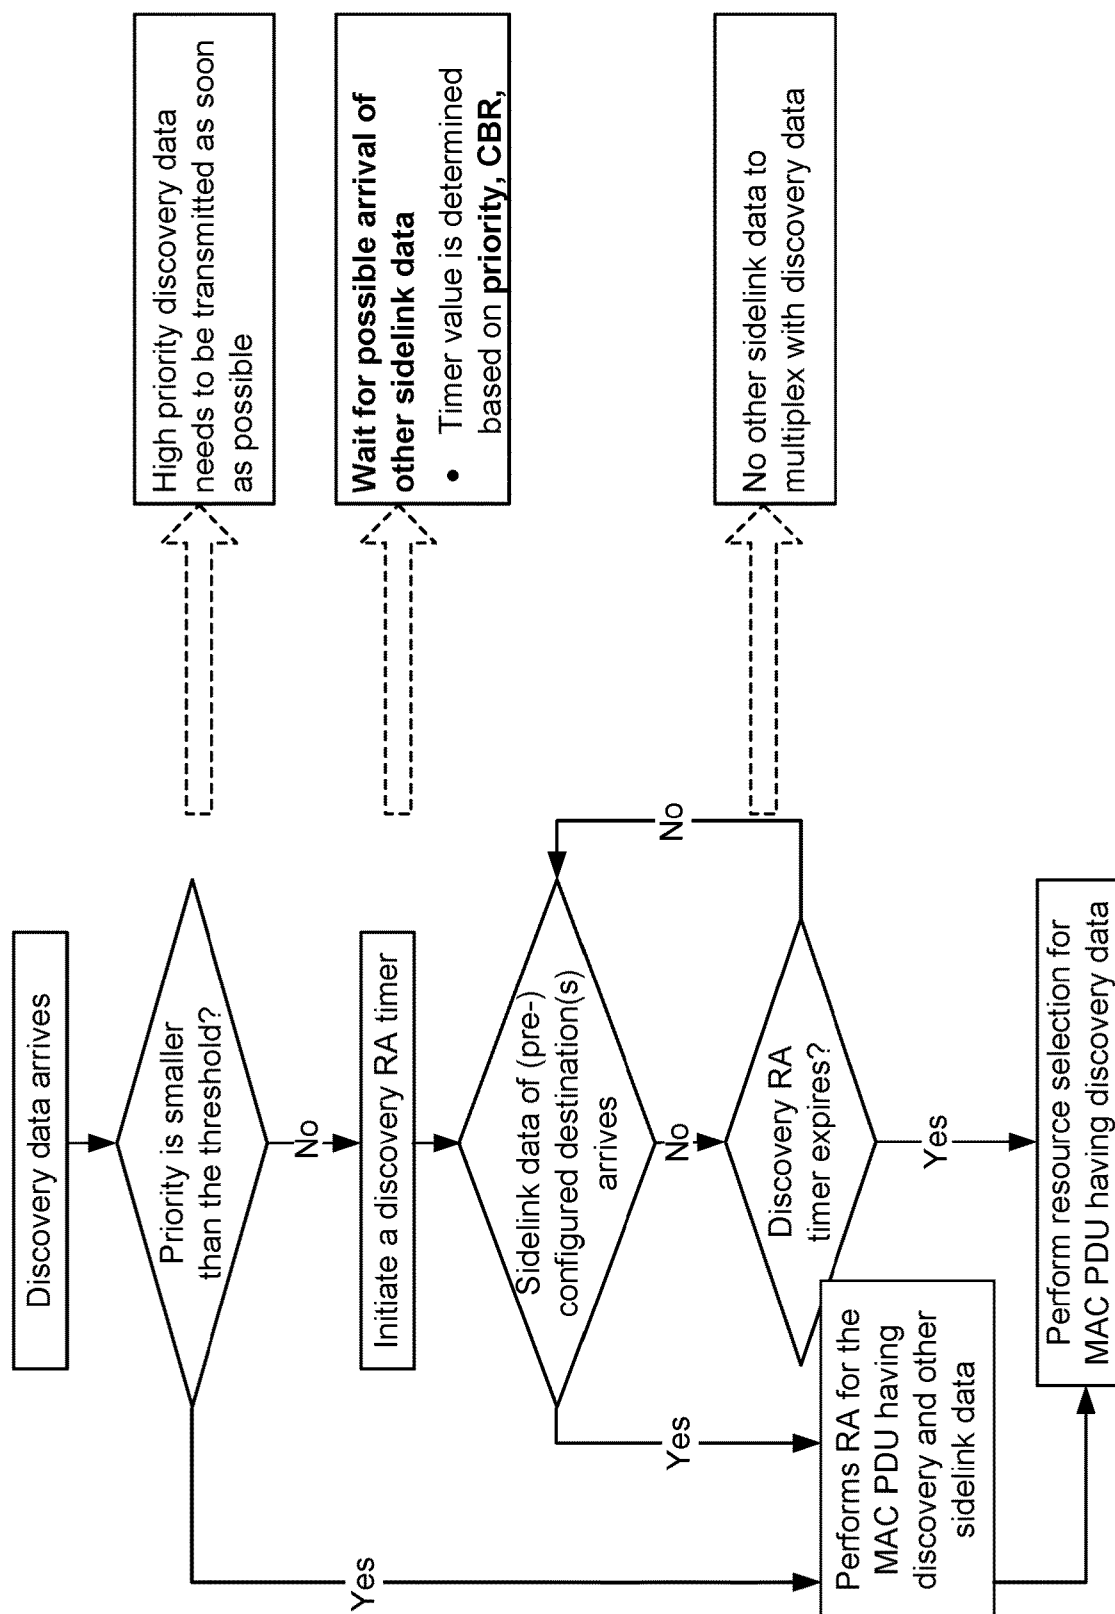 Discovery data arrives
Priority is smaller
than the threshold?
High priority discovery data
needs to be transmitted as soon
as possible
Yes
No
Initiate a discovery RA timer
Wait for possible arrival of
other sidelink data
• Timer value is determined
based on priority, CBR,
Sidelink data of (pre-)
configured destination(s)
arrives
Yes
No
No
Discovery RA
timer expires?
No other sidelink data to
multiplex with discovery data
Performs RA for the
MAC PDU having
discovery and other
sidelink data
Yes
Perform resource selection for
MAC PDU having discovery data